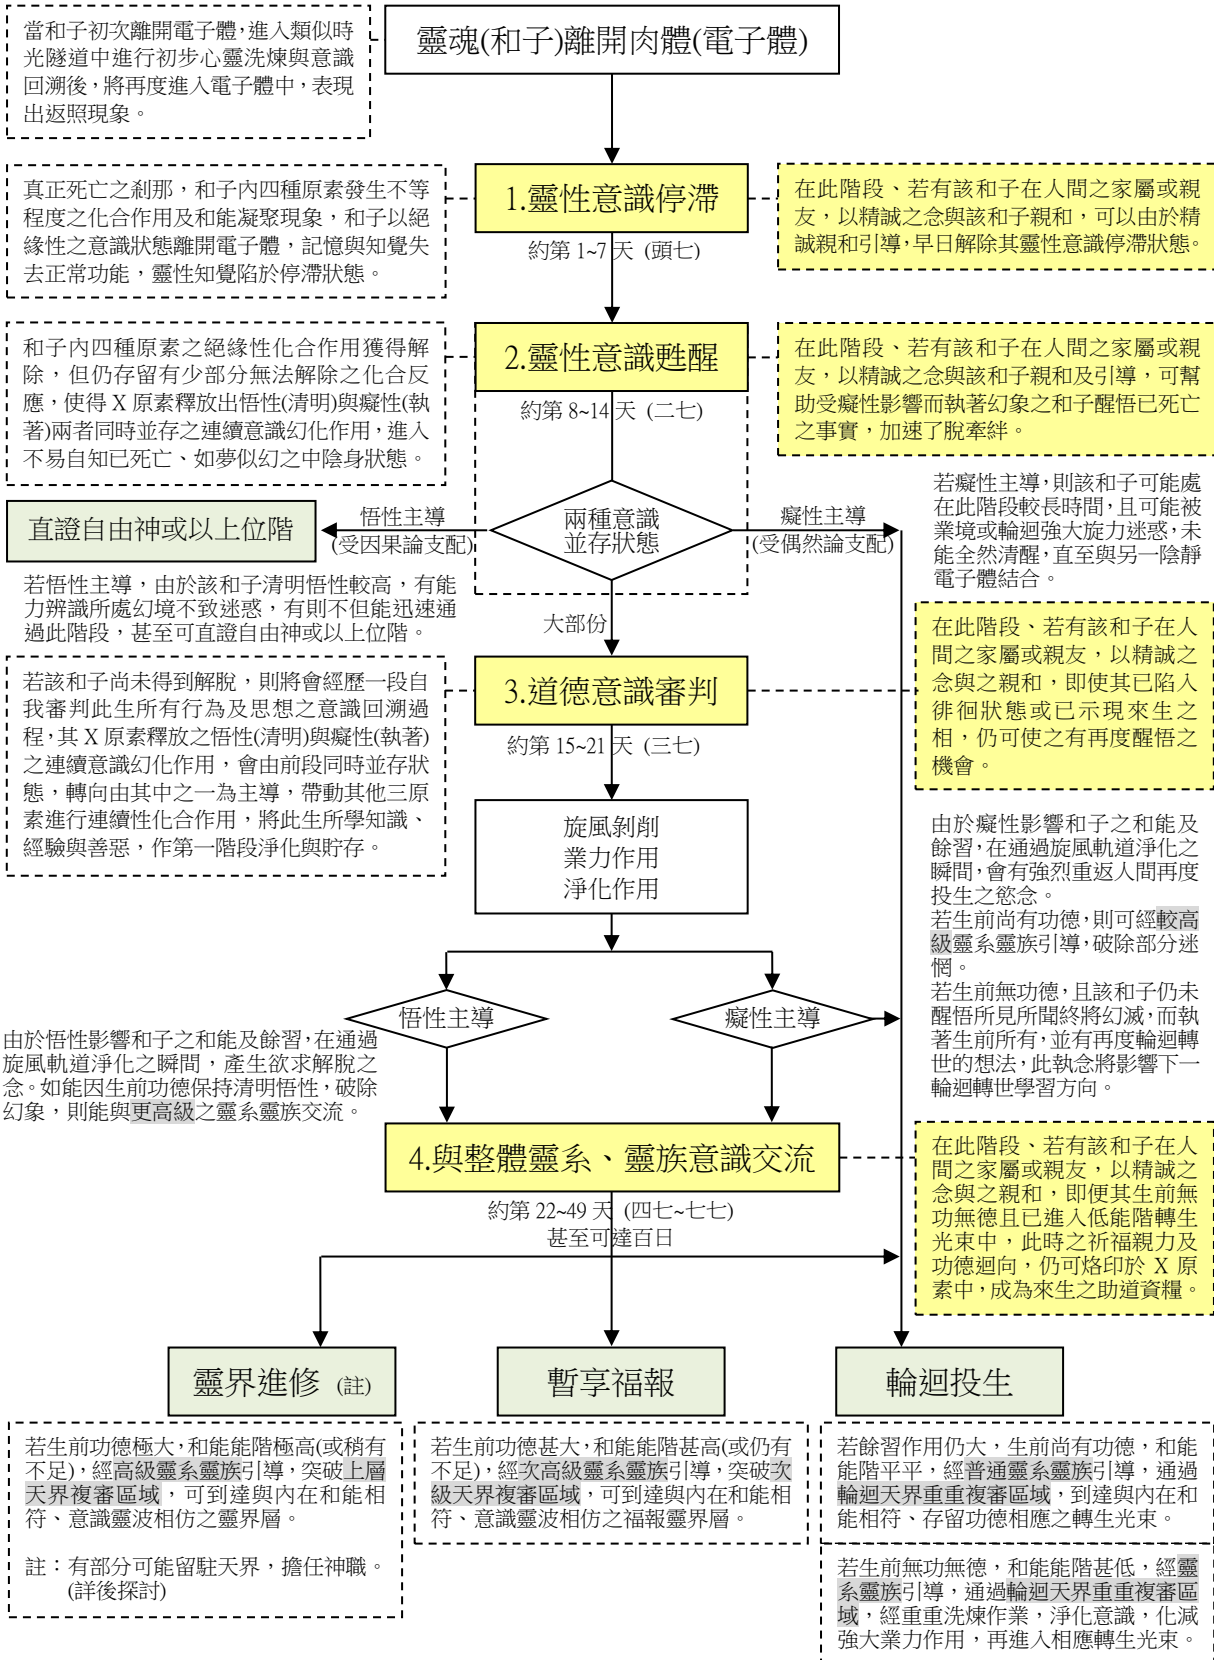 當和子初次離開電子體，進入類似時
光隧道中進行初步心靈洗煉與意識
回溯後，將再度進入電子體中，表現
出返照現象。
靈魂(和子)離開肉體(電子體)
真正死亡之剎那，和子內四種原素發生不等
程度之化合作用及和能凝聚現象，和子以絕
緣性之意識狀態離開電子體，記憶與知覺失
去正常功能，靈性知覺陷於停滯狀態。
1.靈性意識停滯
約第 1~7 天 (頭七)
在此階段、若有該和子在人間之家屬或親
友，以精誠之念與該和子親和，可以由於精
誠親和引導，早日解除其靈性意識停滯狀態。
和子內四種原素之絕緣性化合作用獲得解
除，但仍存留有少部分無法解除之化合反
應，使得 X 原素釋放出悟性(清明)與癡性(執
著)兩者同時並存之連續意識幻化作用，進入
不易自知已死亡、如夢似幻之中陰身狀態。
2.靈性意識甦醒
約第 8~14 天 (二七)
在此階段、若有該和子在人間之家屬或親
友，以精誠之念與該和子親和及引導，可幫
助受癡性影響而執著幻象之和子醒悟已死亡
之事實，加速了脫牽絆。
直證自由神或以上位階
悟性主導
(受因果論支配)
兩種意識
並存狀態
癡性主導
(受偶然論支配)
若癡性主導，則該和子可能處
在此階段較長時間，且可能被
業境或輪迴強大旋力迷惑，未
能全然清醒，直至與另一陰靜
電子體結合。
若悟性主導，由於該和子清明悟性較高，有能
力辨識所處幻境不致迷惑，有則不但能迅速通
過此階段，甚至可直證自由神或以上位階。
大部份
若該和子尚未得到解脫，則將會經歷一段自
我審判此生所有行為及思想之意識回溯過
程，其 X 原素釋放之悟性(清明)與癡性(執著)
之連續意識幻化作用，會由前段同時並存狀
態，轉向由其中之一為主導，帶動其他三原
素進行連續性化合作用，將此生所學知識、
經驗與善惡，作第一階段淨化與貯存。
3.道德意識審判
約第 15~21 天 (三七)
在此階段、若有該和子在人
間之家屬或親友，以精誠之
念與之親和，即使其已陷入
徘徊狀態或已示現來生之
相，仍可使之有再度醒悟之
機會。
旋風剝削
業力作用
淨化作用
由於癡性影響和子之和能及
餘習，在通過旋風軌道淨化之
瞬間，會有強烈重返人間再度
投生之慾念。
若生前尚有功德，則可經較高
級靈系靈族引導，破除部分迷
惘。
若生前無功德，且該和子仍未
醒悟所見所聞終將幻滅，而執
著生前所有，並有再度輪迴轉
世的想法，此執念將影響下一
輪迴轉世學習方向。
悟性主導
癡性主導
由於悟性影響和子之和能及餘習，在通過
旋風軌道淨化之瞬間，產生欲求解脫之
念。如能因生前功德保持清明悟性，破除
幻象，則能與更高級之靈系靈族交流。
4.與整體靈系、靈族意識交流
約第 22~49 天 (四七~七七)
甚至可達百日
在此階段、若有該和子在人
間之家屬或親友，以精誠之
念與之親和，即便其生前無
功無德且已進入低能階轉生
光束中，此時之祈福親力及
功德迴向，仍可烙印於 X 原
素中，成為來生之助道資糧。
靈界進修 (註)
暫享福報
輪迴投生
若生前功德極大，和能能階極高(或稍有
不足)，經高級靈系靈族引導，突破上層
天界複審區域，可到達與內在和能相
符、意識靈波相仿之靈界層。
註：有部分可能留駐天界，擔任神職。
(詳後探討)
若生前功德甚大，和能能階甚高(或仍有
不足)，經次高級靈系靈族引導，突破次
級天界複審區域，可到達與內在和能相
符、意識靈波相仿之福報靈界層。
若餘習作用仍大，生前尚有功德，和能
能階平平，經普通靈系靈族引導，通過
輪迴天界重重複審區域，到達與內在和
能相符、存留功德相應之轉生光束。
若生前無功無德，和能能階甚低，經靈
系靈族引導，通過輪迴天界重重複審區
域，經重重洗煉作業，淨化意識，化減
強大業力作用，再進入相應轉生光束。